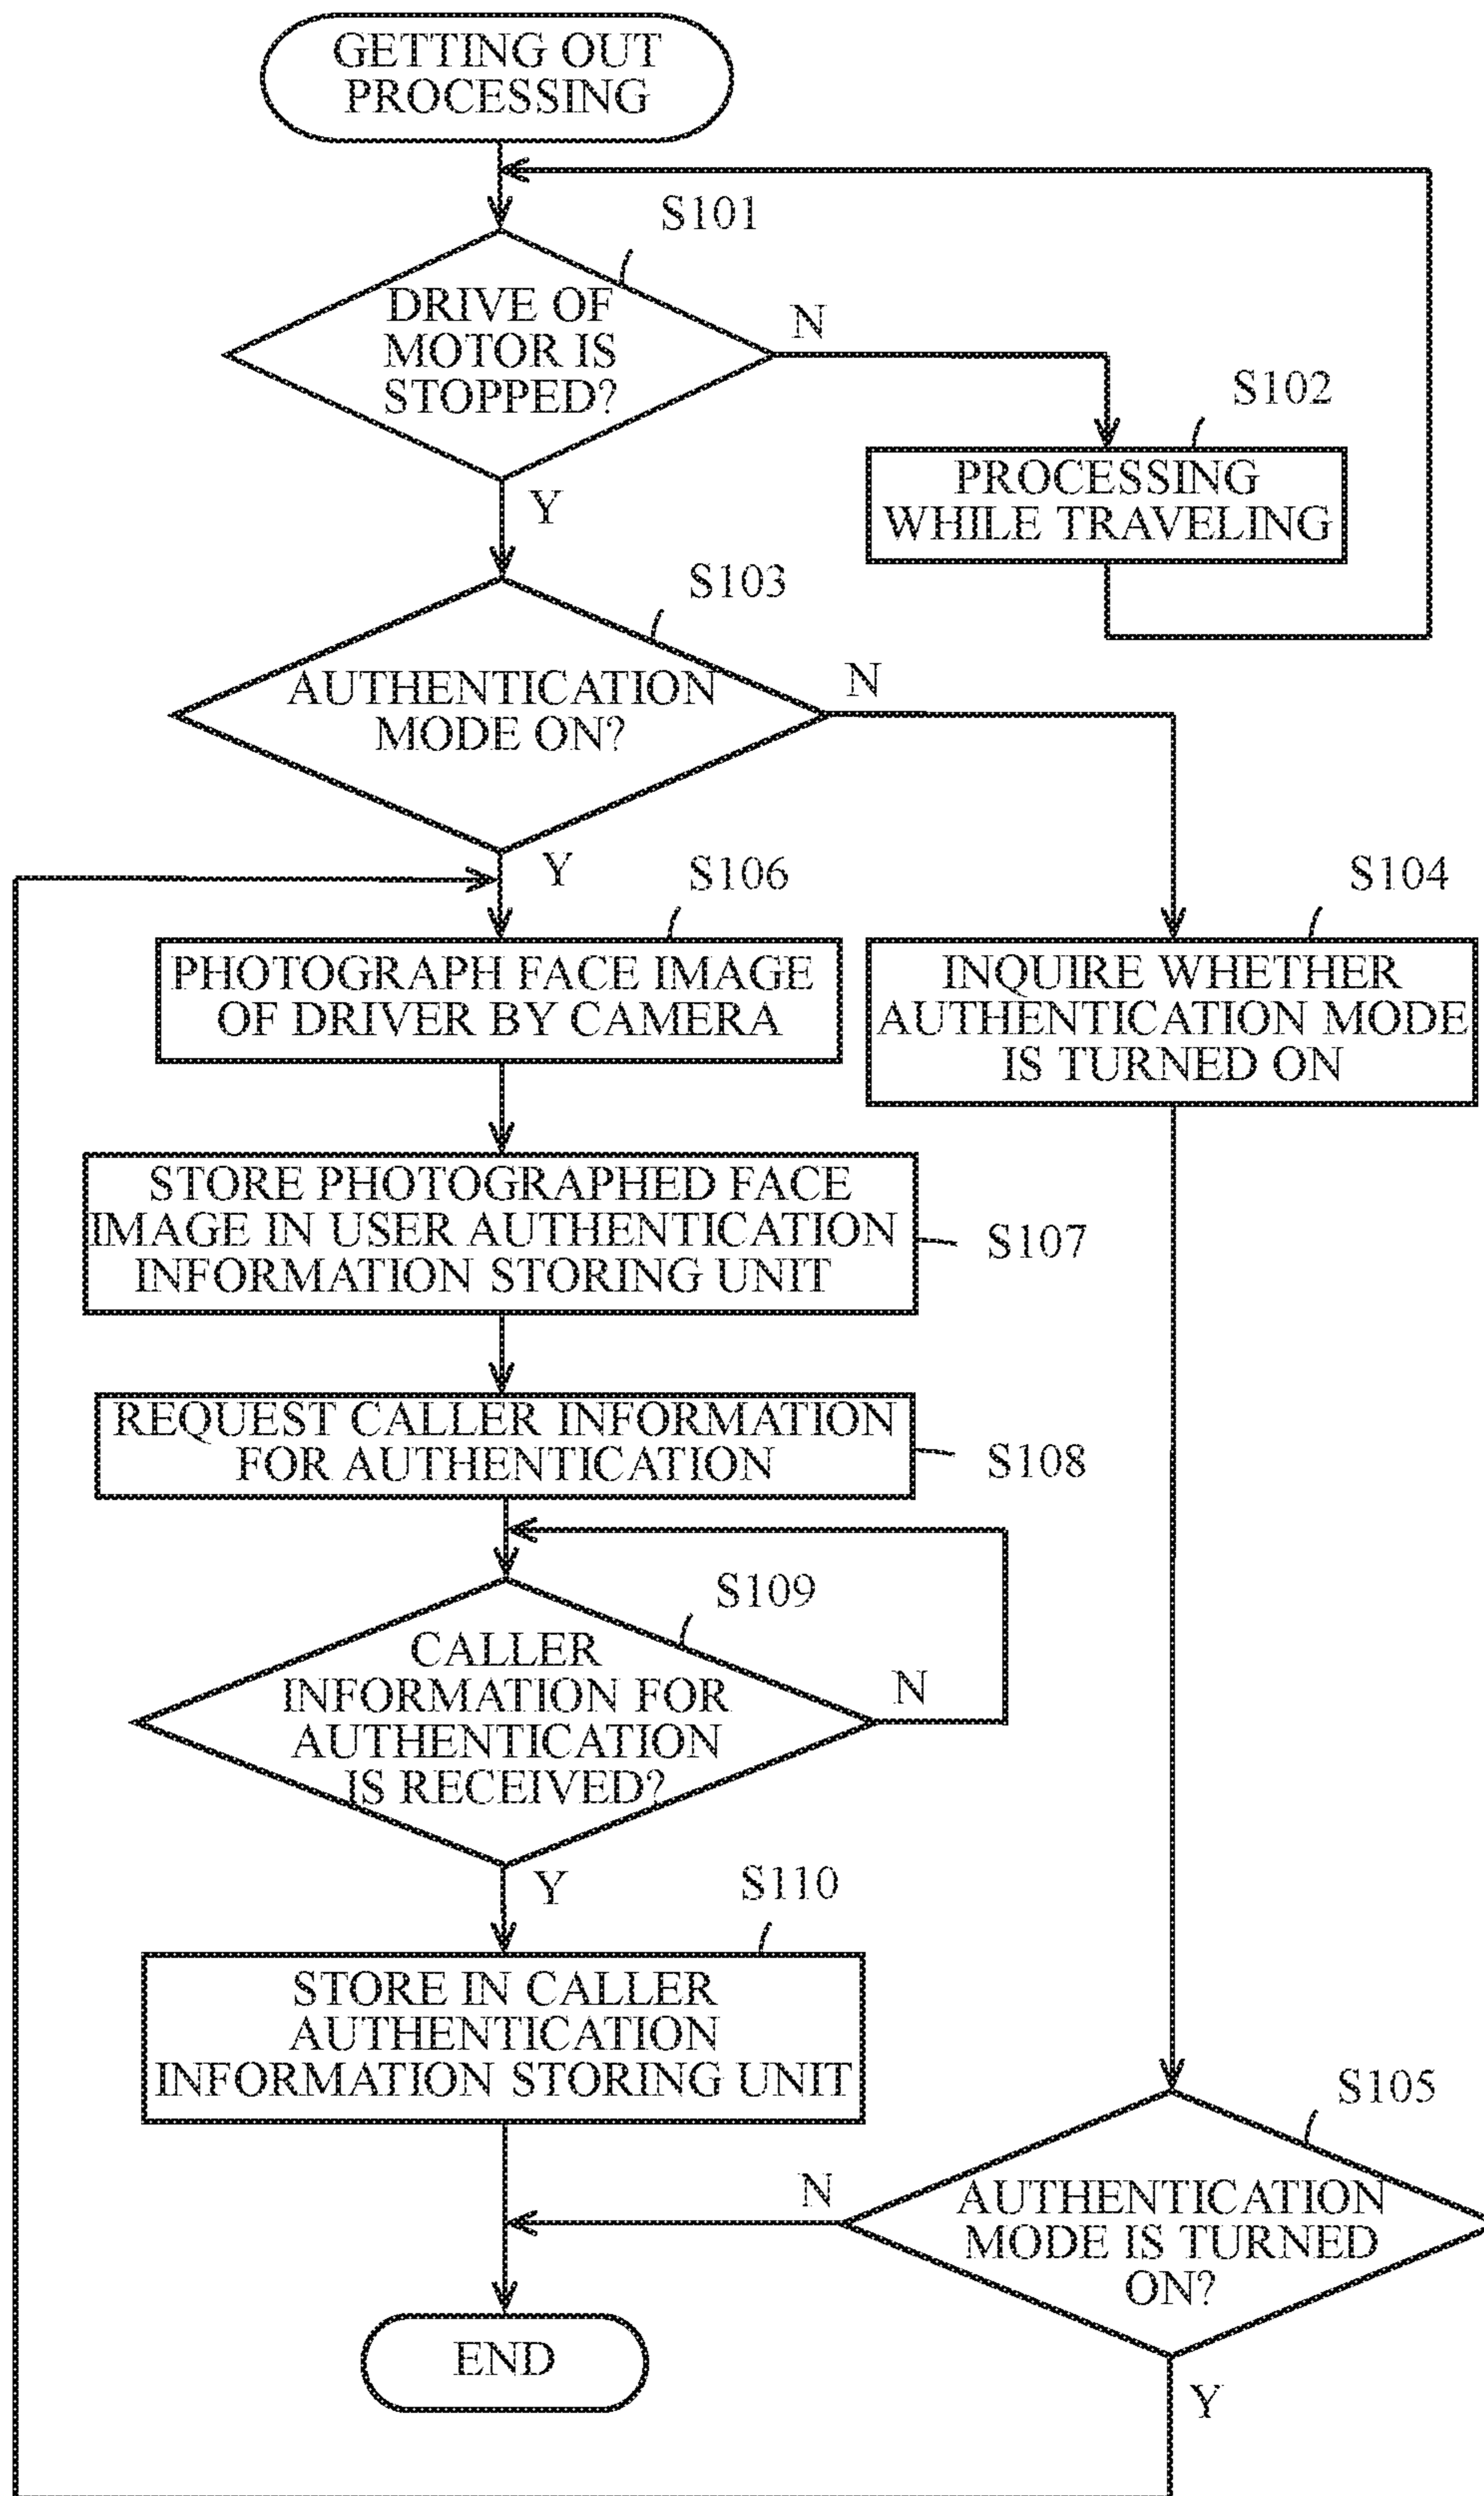 GETTING OUT
PROCESSING
S101
DRIVE OF
MOTOR IS
STOPPED?
N
S102
PROCESSING
WHILE TRAVELING
Y
S103
AUTHENTICATION
MODE ON?
N
Y
S106
PHOTOGRAPH FACE IMAGE
OF DRIVER BY CAMERA
S104
INQUIRE WHETHER
AUTHENTICATION MODE
IS TURNED ON
STORE PHOTOGRAPHED FACE
IMAGE IN USER AUTHENTICATION
INFORMATION STORING UNIT
S107
REQUEST CALLER INFORMATION
FOR AUTHENTICATION
S108
S109
CALLER
INFORMATION FOR
AUTHENTICATION
IS RECEIVED?
N
Y
S110
STORE IN CALLER
AUTHENTICATION
INFORMATION STORING UNIT
S105
AUTHENTICATION
MODE IS TURNED
ON?
N
Y
END